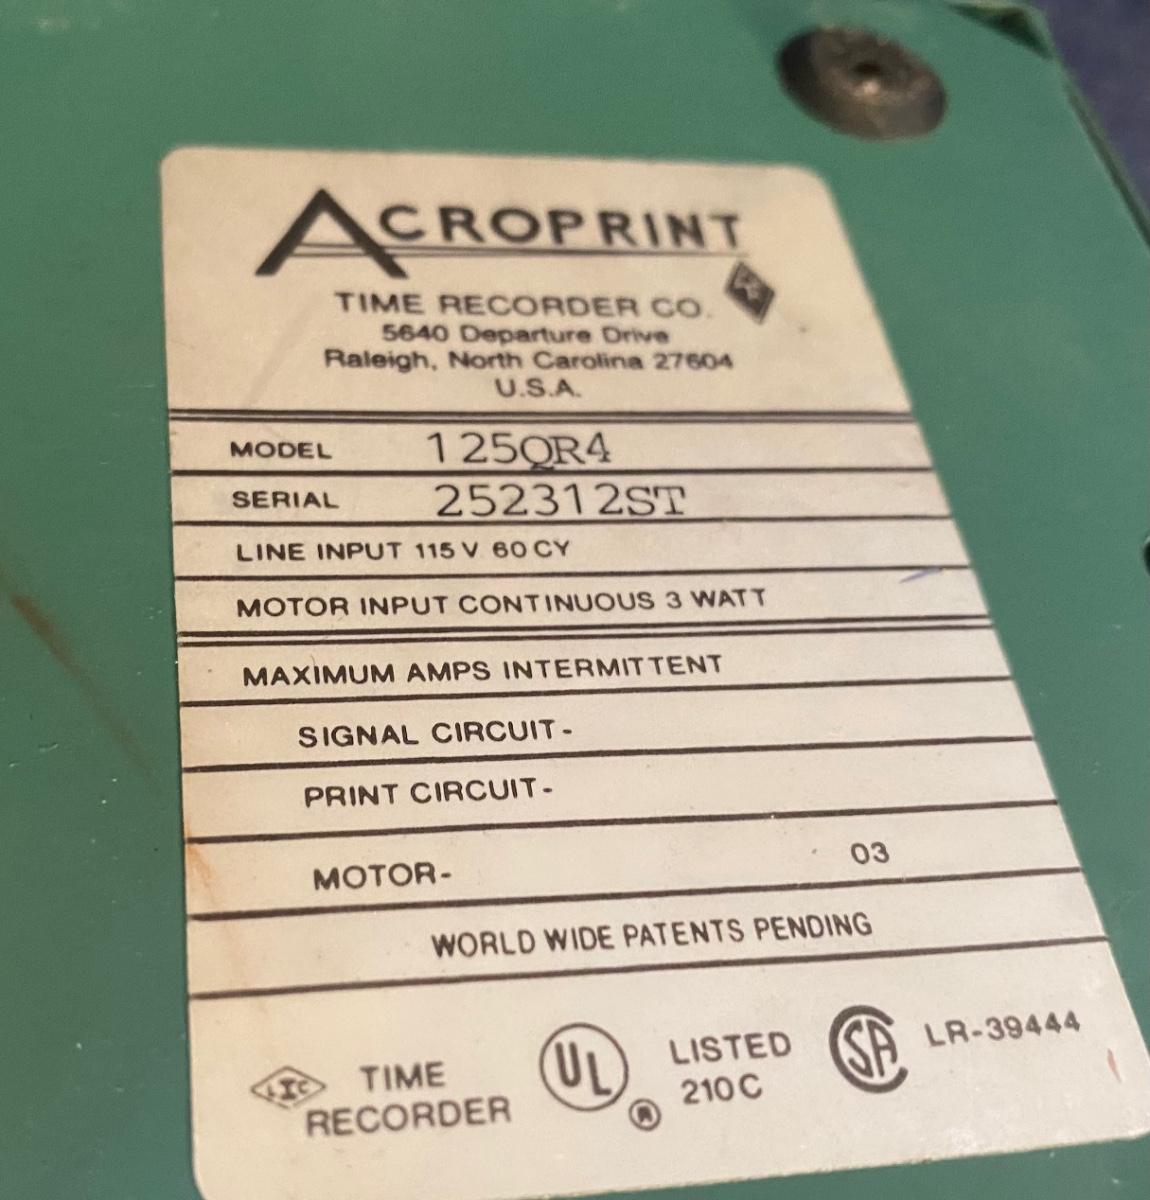 ACROPRINT
TIME RECORDER CO.
5640 Departure Drive
Raleigh, North Carolina 27604
U.S.A.
MODEL 125QR4
SERIAL 252312ST
LINE INPUT 115 V 60 CY
MOTOR INPUT CONTINUOUS 3 WATT
MAXIMUM AMPS INTERMITTENT
SIGNAL CIRCUIT-
PRINT CIRCUIT-
MOTOR- 03
WORLD WIDE PATENTS PENDING
TIME
RECORDER
UL ®
LISTED
210C
SA LR-39444